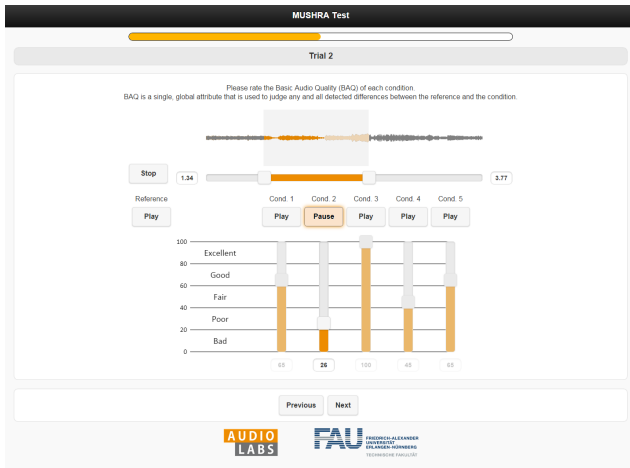 MUSHRA Test
Trial 2
Please rate the Basic Audio Quality (BAQ) of each condition.
BAQ is a single, global attribute that is used to judge any and all detected differences between the reference and the condition.
Stop
1.34
3.77
Reference Cond. 1 Cond. 2 Cond. 3 Cond. 4 Cond. 5
Play Play Pause Play Play Play
100
Excellent
80
Good
60
Fair
40
Poor
20
Bad
0
26 100
Previous Next
AUDIO
LABS
FAU
FRIEDRICH-ALEXANDER
UNIVERSITÄT
ERLANGEN-NÜRNBERG
TECHNISCHE FAKULTÄT